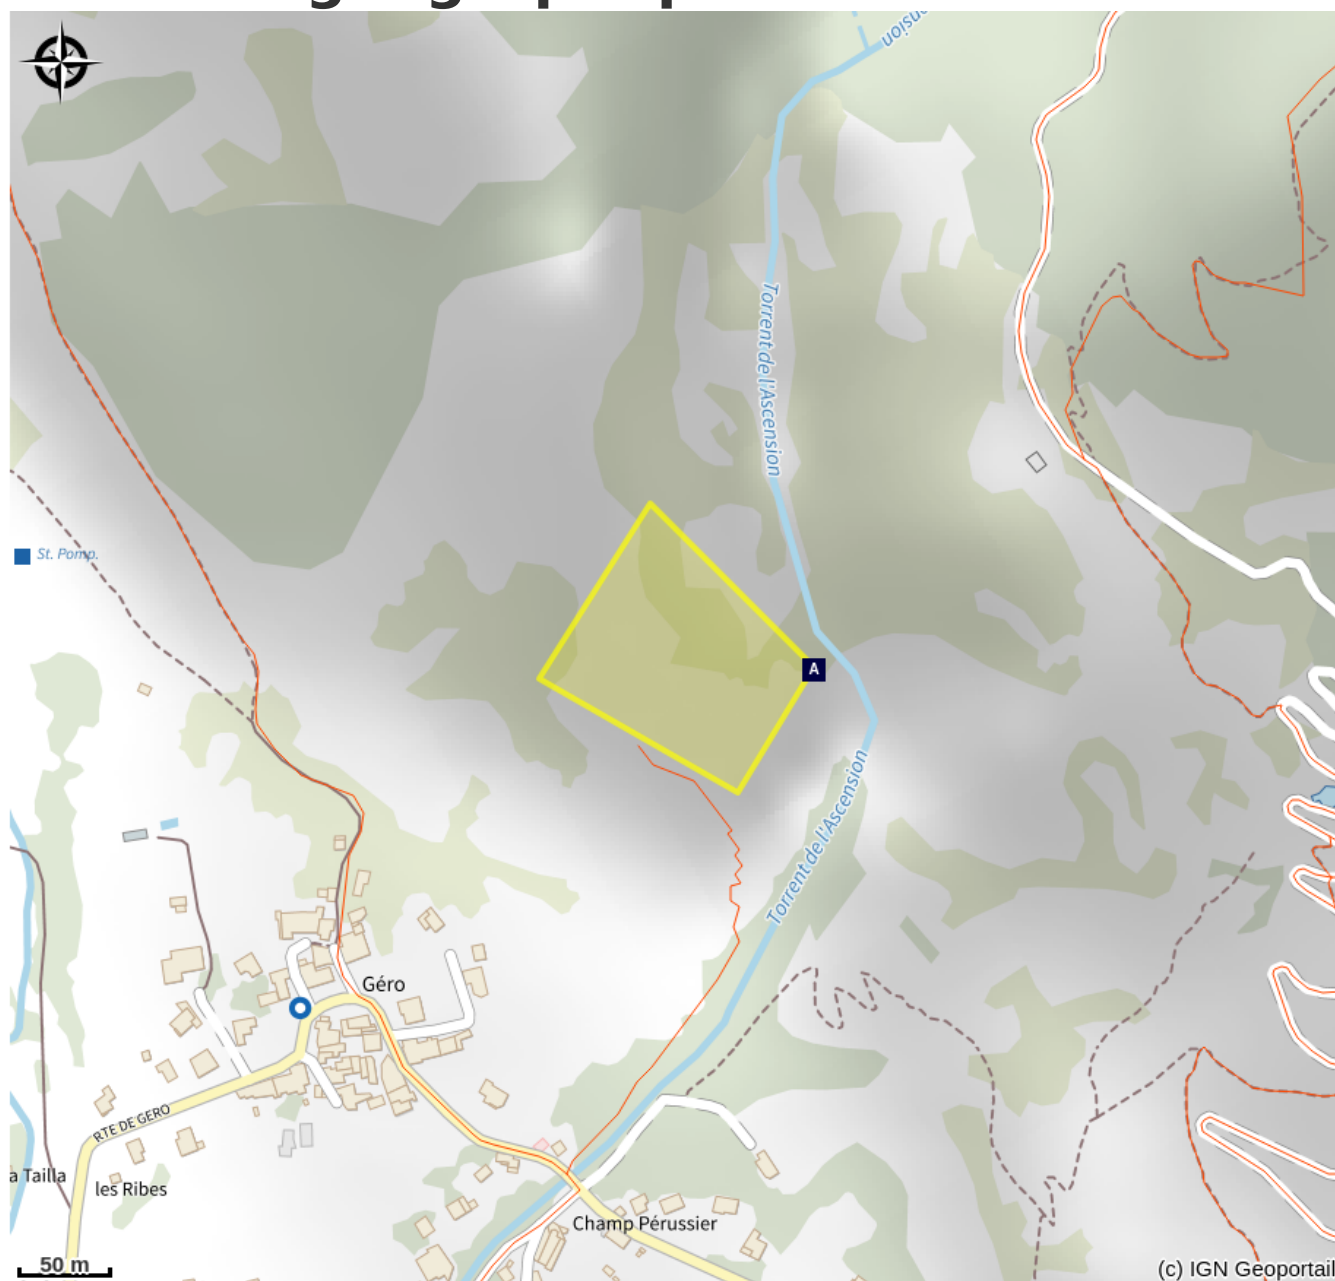 Torrent de l'Ascension
St. Pomp.
A
Torrent de l'Ascension
Géro
RTE DE GERO
a Tailla
les Ribes
Champ Pérussier
50 m
(c) IGN Geoportail